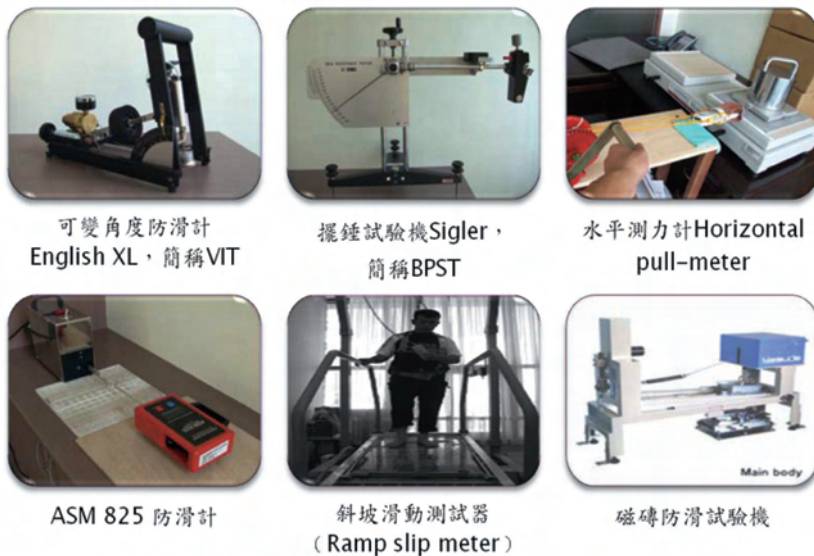 可變角度防滑計
English XL，簡稱VIT
擺錘試驗機Sigler，
簡稱BPST
水平測力計Horizontal
pull-meter
Main body
ASM 825 防滑計
斜坡滑動測試器
（Ramp slip meter）
磁磚防滑試驗機